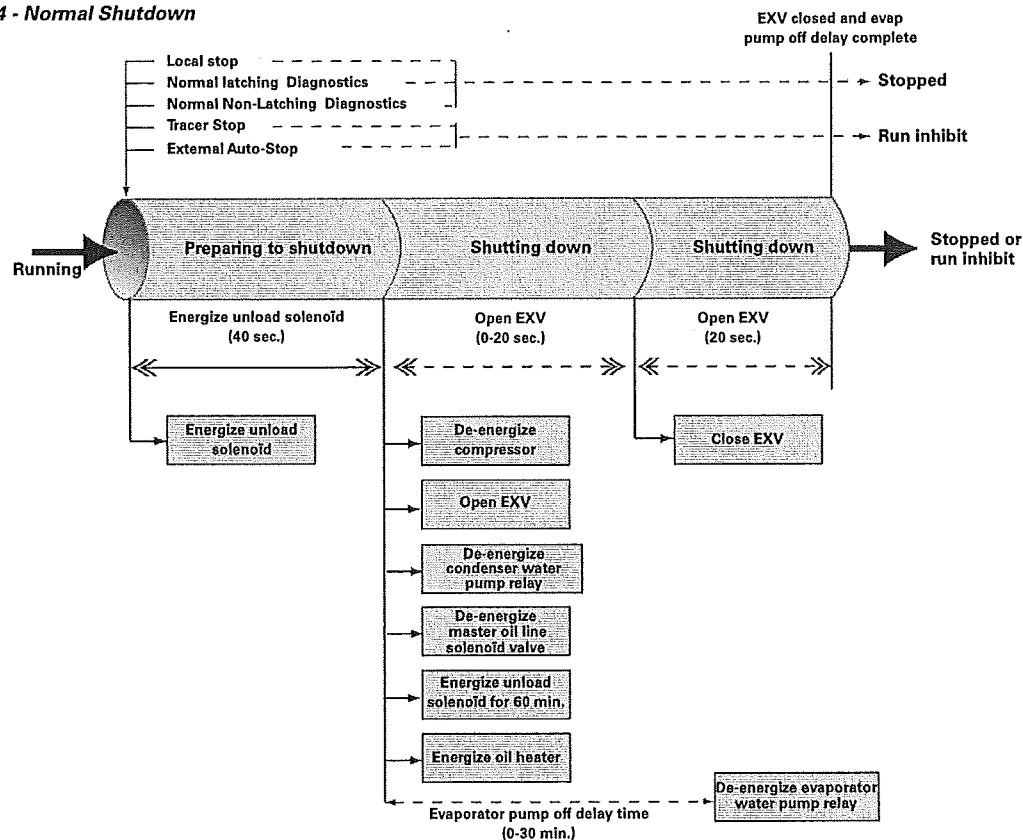 4 - Normal Shutdown
EXV closed and evap
pump off delay complete
Local stop
Normal latching Diagnostics
Stopped
Normal Non-Latching Diagnostics
Tracer Stop
Run inhibit
External Auto-Stop
Running
Preparing to shutdown
Shutting down
Shutting down
Stopped or
run inhibit
Energize unload solenoïd
(40 sec.)
Open EXV
(0-20 sec.)
Open EXV
(20 sec.)
Energize unload
solenoïd
De-energize
compressor
Close EXV
Open EXV
De-energize
condenser water
pump relay
De-energize
master oil line
solenoïd valve
Energize unload
solenoïd for 60 min.
Energize oil heater
De-energize evaporator
water pump relay
Evaporator pump off delay time
(0-30 min.)